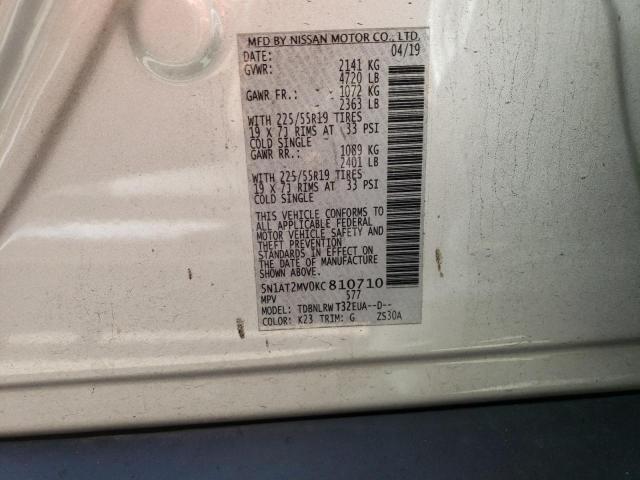 MFD BY NISSAN MOTOR CO., LTD.
DATE: 04/19
GVWR: 2141 KG
4720 LB
GAWR FR.: 1072 KG
2363 LB
WITH 225/55R19 TIRES
19 X 7J RIMS AT 33 PSI
COLD SINGLE
GAWR RR.: 1089 KG
2401 LB
WITH 225/55R19 TIRES
19 X 7J RIMS AT 33 PSI
COLD SINGLE
THIS VEHICLE CONFORMS TO
ALL APPLICABLE FEDERAL
MOTOR VEHICLE SAFETY AND
THEFT PREVENTION
STANDARDS IN EFFECT ON
THE DATE OF MANUFACTURE
SHOWN ABOVE.
5N1AT2MV0KC810710
MPV 577
MODEL: TDBNLRW T32EUA--D--
COLOR: K23 TRIM: G ZS30A